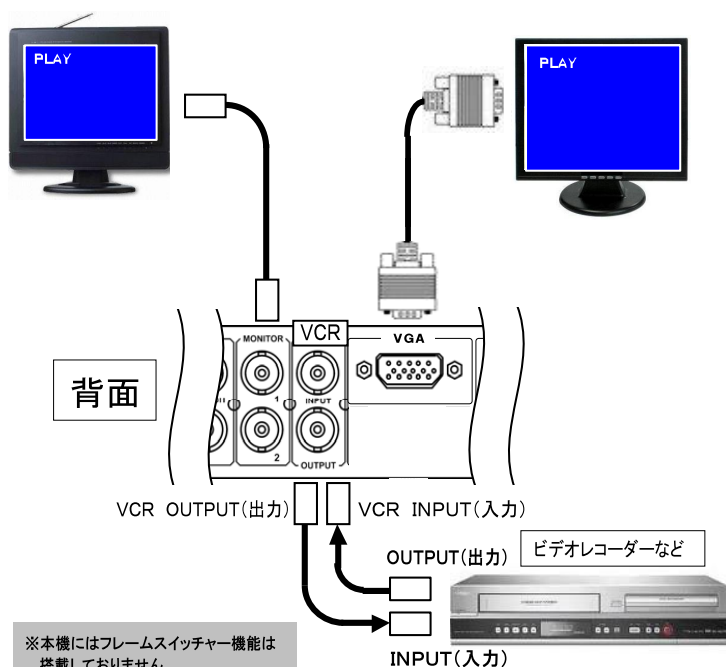 PLAY
PLAY
MONITOR
VCR
VGA
背面
1
INPUT
2
OUTPUT
VCR OUTPUT(出力)
VCR INPUT(入力)
OUTPUT(出力)
ビデオレコーダーなど
INPUT(入力)
※本機にはフレームスイッチャー機能は
搭載しておりません